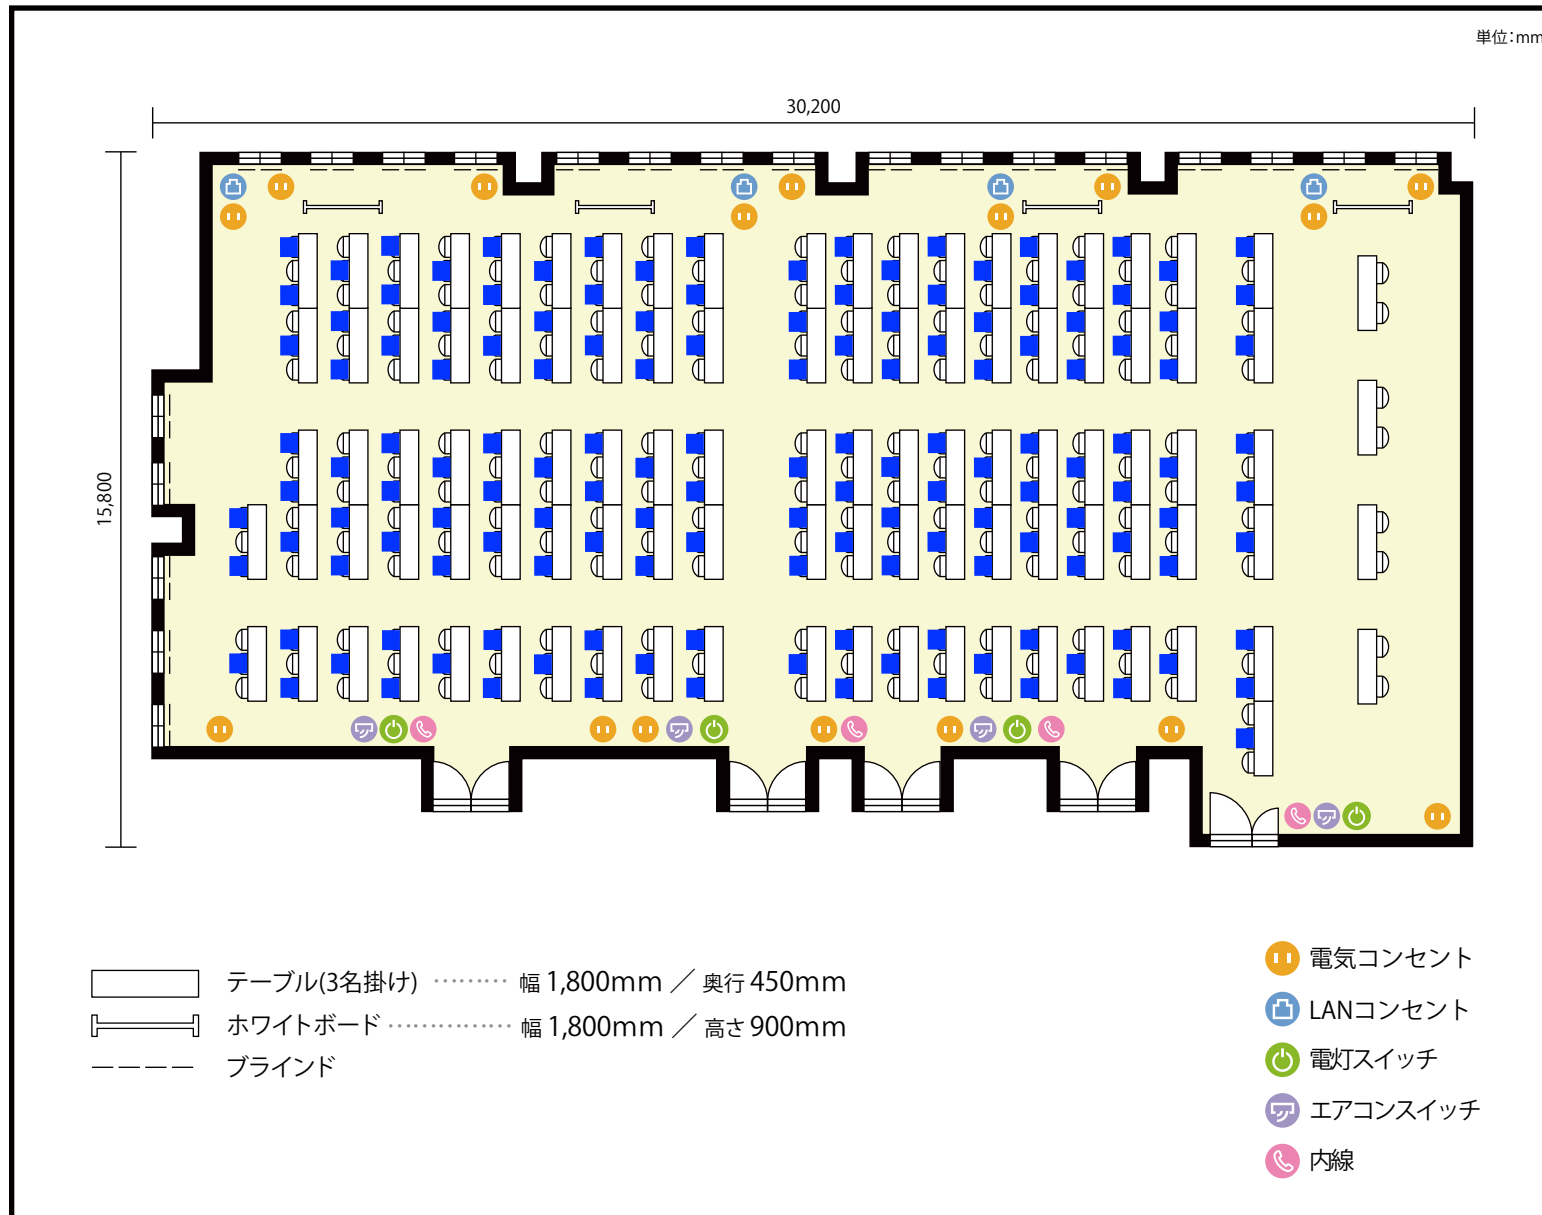 単位:mm
30,200
15,800
テーブル(3名掛け) ········· 幅 1,800mm ／ 奥行 450mm
ホワイトボード ··············· 幅 1,800mm ／ 高さ 900mm
ブラインド
電気コンセント
LANコンセント
電灯スイッチ
エアコンスイッチ
内線